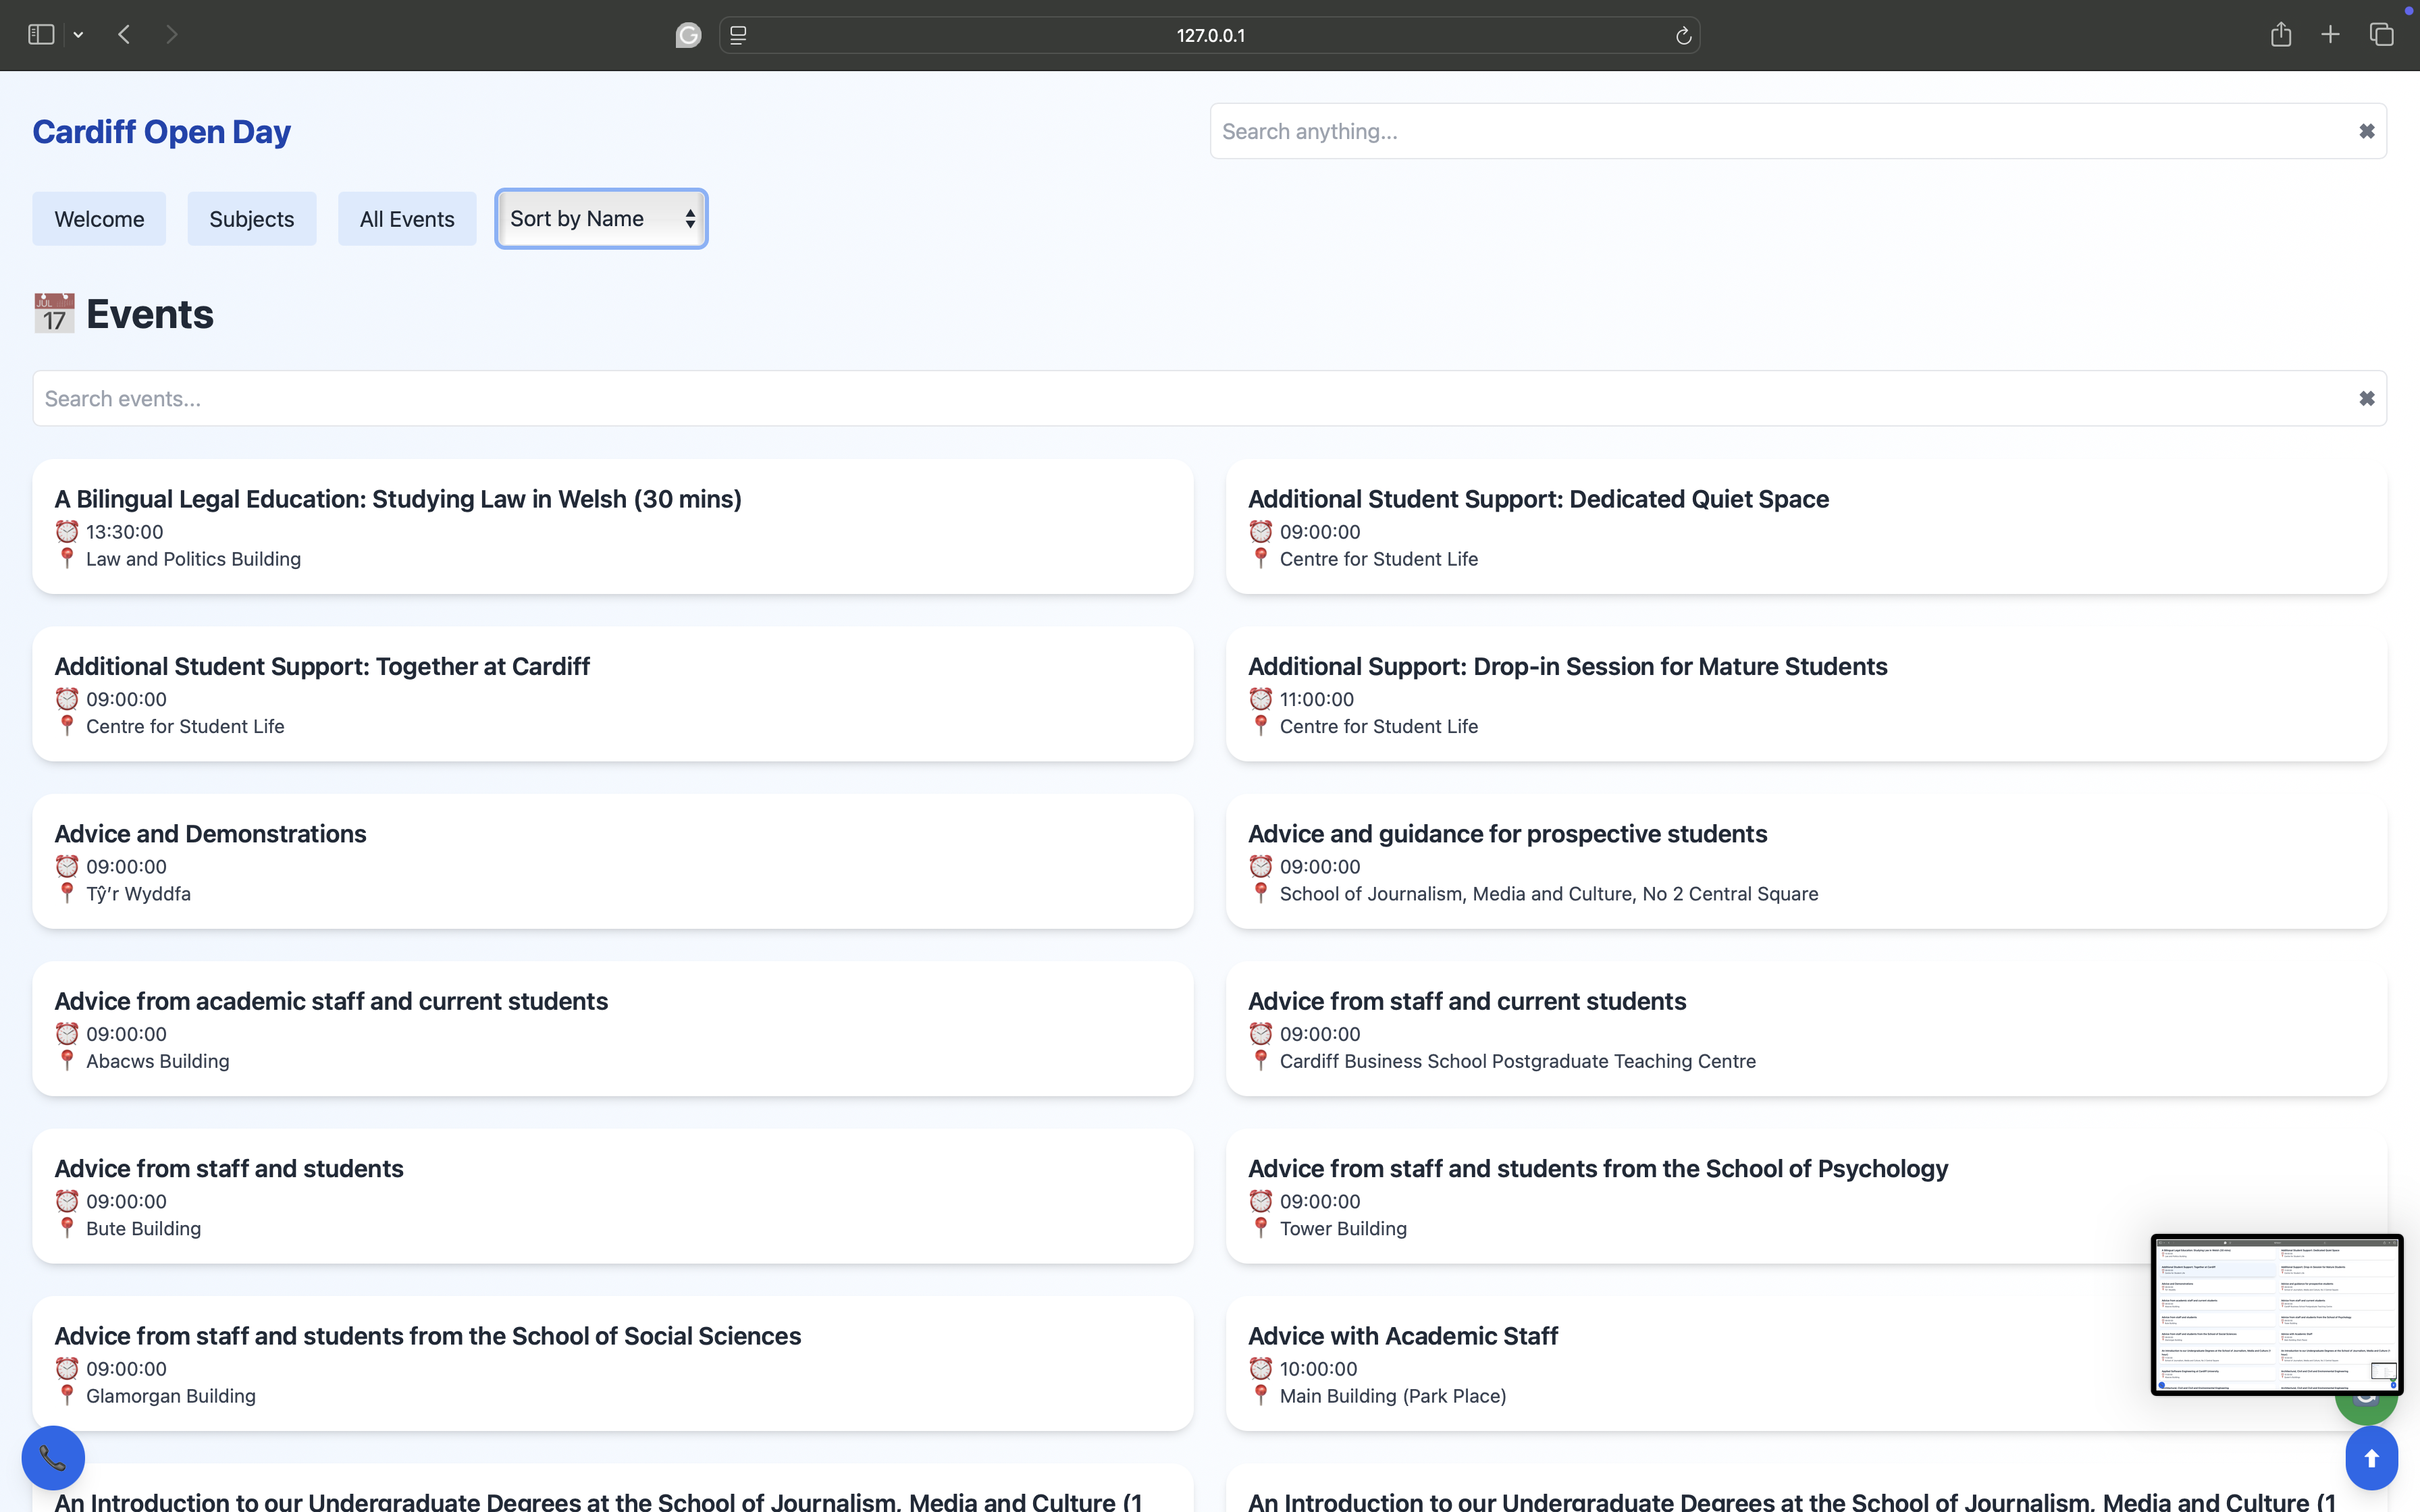 127.0.0.1
Cardiff Open Day
Search anything...
Welcome
Subjects
All Events
Sort by Name
JUL 17 Events
Search events...
A Bilingual Legal Education: Studying Law in Welsh (30 mins)
13:30:00
Law and Politics Building
Additional Student Support: Dedicated Quiet Space
09:00:00
Centre for Student Life
Additional Student Support: Together at Cardiff
09:00:00
Centre for Student Life
Additional Support: Drop-in Session for Mature Students
11:00:00
Centre for Student Life
Advice and Demonstrations
09:00:00
Tŷ'r Wyddfa
Advice and guidance for prospective students
09:00:00
School of Journalism, Media and Culture, No 2 Central Square
Advice from academic staff and current students
09:00:00
Abacws Building
Advice from staff and current students
09:00:00
Cardiff Business School Postgraduate Teaching Centre
Advice from staff and students
09:00:00
Bute Building
Advice from staff and students from the School of Psychology
09:00:00
Tower Building
Advice from staff and students from the School of Social Sciences
09:00:00
Glamorgan Building
Advice with Academic Staff
10:00:00
Main Building (Park Place)
An Introduction to our Undergraduate Degrees at the School of Journalism, Media and Culture (1
An Introduction to our Undergraduate Degrees at the School of Journalism, Media and Culture (1